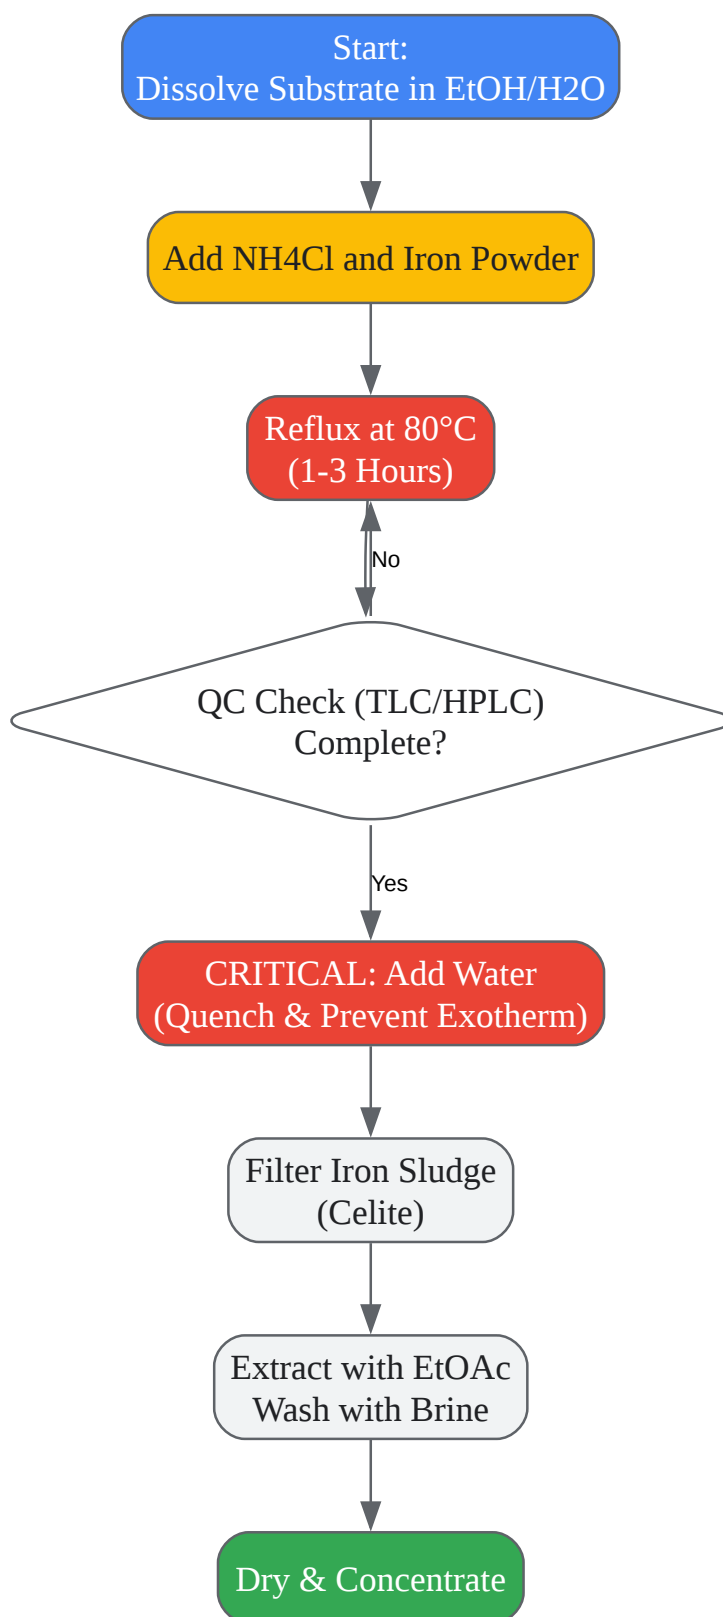 Start:
Dissolve Substrate in EtOH/H2O
Add NH4Cl and Iron Powder
Reflux at 80°C
(1-3 Hours)
No
QC Check (TLC/HPLC)
Complete?
Yes
CRITICAL: Add Water
(Quench & Prevent Exotherm)
Filter Iron Sludge
(Celite)
Extract with EtOAc
Wash with Brine
Dry & Concentrate